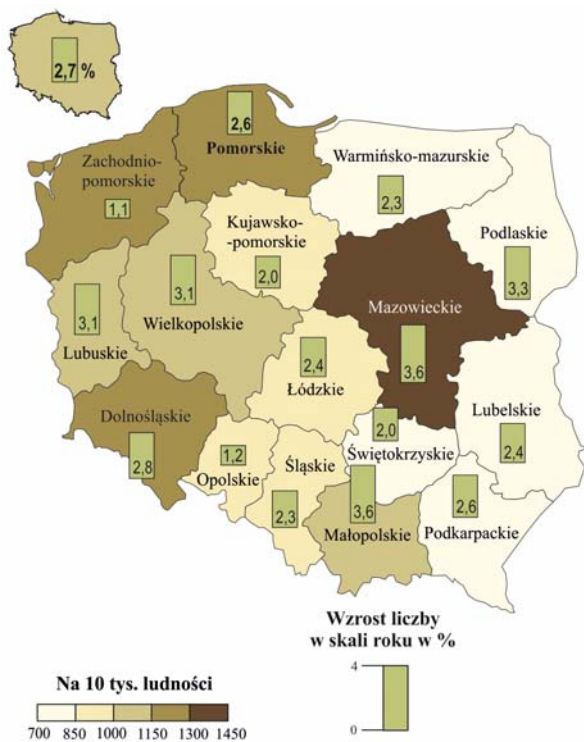 2,7 %
2,6
Pomorskie
Zachodnio-
pomorskie
1,1
Warmińsko-mazurskie
2,3
Kujawsko-
-pomorskie
2,0
Podlaskie
3,3
3,1
Wielkopolskie
3,1
Lubuskie
Mazowieckie
3,6
2,4
Łódzkie
Dolnośląskie
2,8
Lubelskie
2,4
2,0
Świętokrzyskie
1,2
Opolskie
Śląskie
2,3
3,6
Małopolskie
2,6
Podkarpackie
Wzrost liczby
w skali roku w %
4
0
Na 10 tys. ludności
700 850 1000 1150 1300 1450